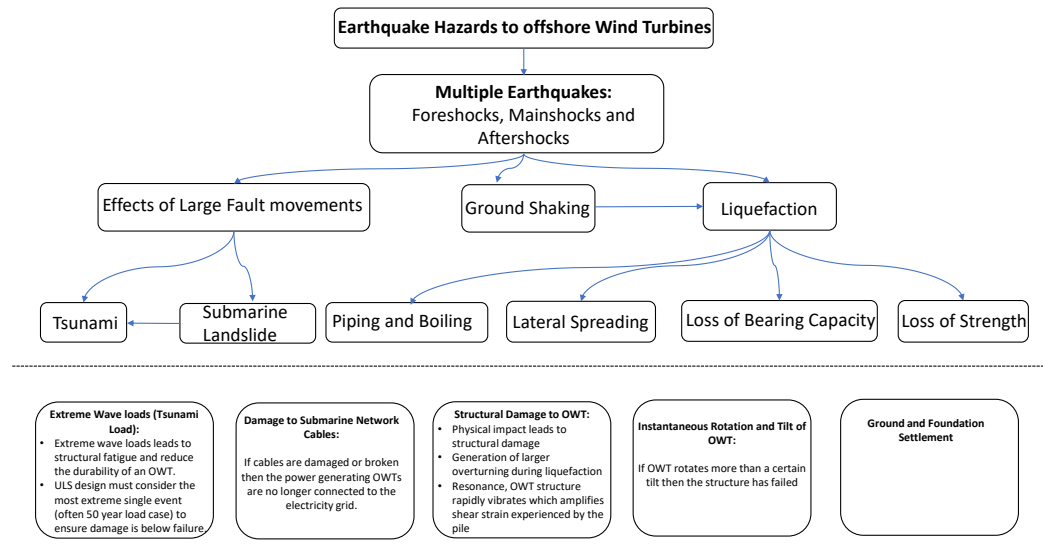 Earthquake Hazards to offshore Wind Turbines
Multiple Earthquakes:
Foreshocks, Mainshocks and
Aftershocks
Effects of Large Fault movements
Ground Shaking
Liquefaction
Tsunami
Submarine
Landslide
Piping and Boiling
Lateral Spreading
Loss of Bearing Capacity
Loss of Strength
Extreme Wave loads (Tsunami
Load):
• Extreme wave loads leads to
structural fatigue and reduce
the durability of an OWT.
• ULS design must consider the
most extreme single event
(often 50 year load case) to
ensure damage is below failure.
Damage to Submarine Network
Cables:
If cables are damaged or broken
then the power generating OWTs
are no longer connected to the
electricity grid.
Structural Damage to OWT:
• Physical impact leads to
structural damage
• Generation of larger
overturning during liquefaction
• Resonance, OWT structure
rapidly vibrates which amplifies
shear strain experienced by the
pile
Instantaneous Rotation and Tilt of
OWT:
If OWT rotates more than a certain
tilt then the structure has failed
Ground and Foundation
Settlement